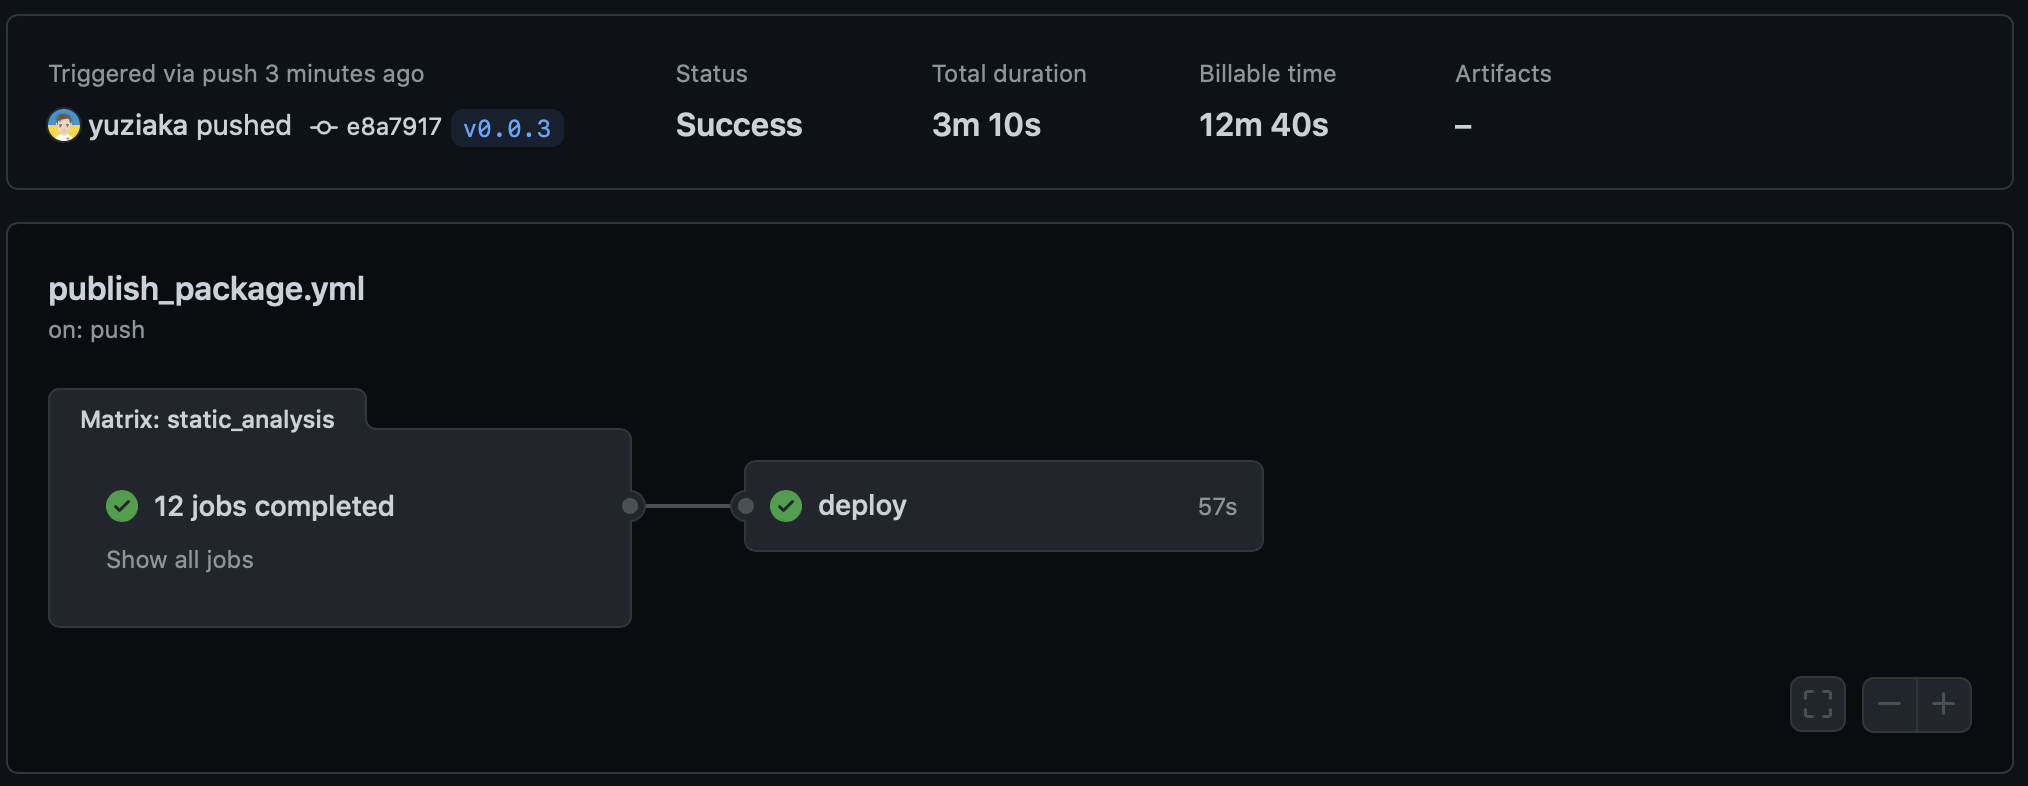 Triggered via push 3 minutes ago
yuziaka pushed e8a7917 v0.0.3
Status
Success
Total duration
3m 10s
Billable time
12m 40s
Artifacts
–
publish_package.yml
on: push
Matrix: static_analysis
12 jobs completed
Show all jobs
deploy 57s